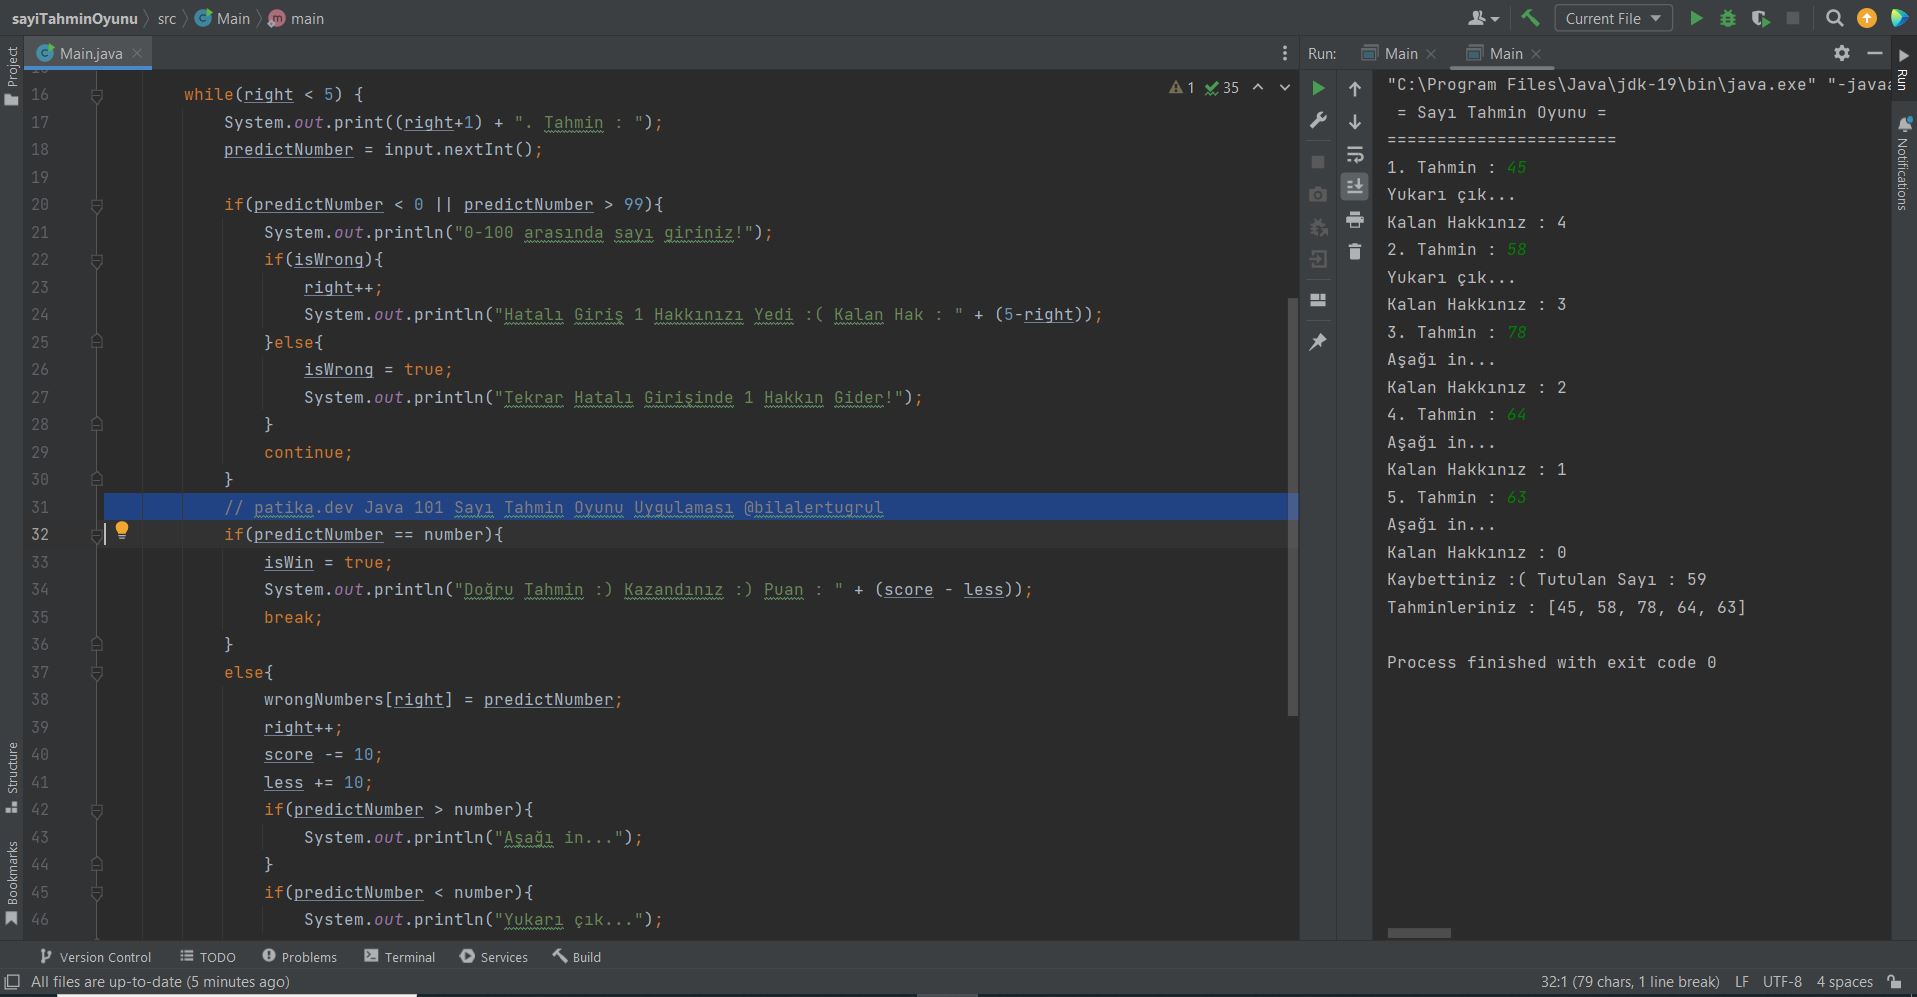 sayiTahminOyunu
src
Main
main
Current File
Main.java
Run:
Main
Main
Project
Structure
Bookmarks
Run
Notifications
1
35
16 while(right < 5) {
17 System.out.print((right+1) + ". Tahmin : ");
18 predictNumber = input.nextInt();
19
20 if(predictNumber < 0 || predictNumber > 99){
21 System.out.println("0-100 arasında sayı giriniz!");
22 if(isWrong){
23 right++;
24 System.out.println("Hatalı Giriş 1 Hakkınızı Yedi :( Kalan Hak : " + (5-right));
25 }else{
26 isWrong = true;
27 System.out.println("Tekrar Hatalı Girişinde 1 Hakkın Gider!");
28 }
29 continue;
30 }
31 // patika.dev Java 101 Sayı Tahmin Oyunu Uygulaması @bilalertugrul
32 if(predictNumber == number){
33 isWin = true;
34 System.out.println("Doğru Tahmin :) Kazandınız :) Puan : " + (score - less));
35 break;
36 }
37 else{
38 wrongNumbers[right] = predictNumber;
39 right++;
40 score -= 10;
41 less += 10;
42 if(predictNumber > number){
43 System.out.println("Aşağı in...");
44 }
45 if(predictNumber < number){
46 System.out.println("Yukarı çık...");
"C:\Program Files\Java\jdk-19\bin\java.exe" "-javaa
= Sayı Tahmin Oyunu =
=======================
1. Tahmin : 45
Yukarı çık...
Kalan Hakkınız : 4
2. Tahmin : 58
Yukarı çık...
Kalan Hakkınız : 3
3. Tahmin : 78
Aşağı in...
Kalan Hakkınız : 2
4. Tahmin : 64
Aşağı in...
Kalan Hakkınız : 1
5. Tahmin : 63
Aşağı in...
Kalan Hakkınız : 0
Kaybettiniz :( Tutulan Sayı : 59
Tahminleriniz : [45, 58, 78, 64, 63]
Process finished with exit code 0
Version Control
TODO
Problems
Terminal
Services
Build
All files are up-to-date (5 minutes ago)
32:1 (79 chars, 1 line break)
LF
UTF-8
4 spaces